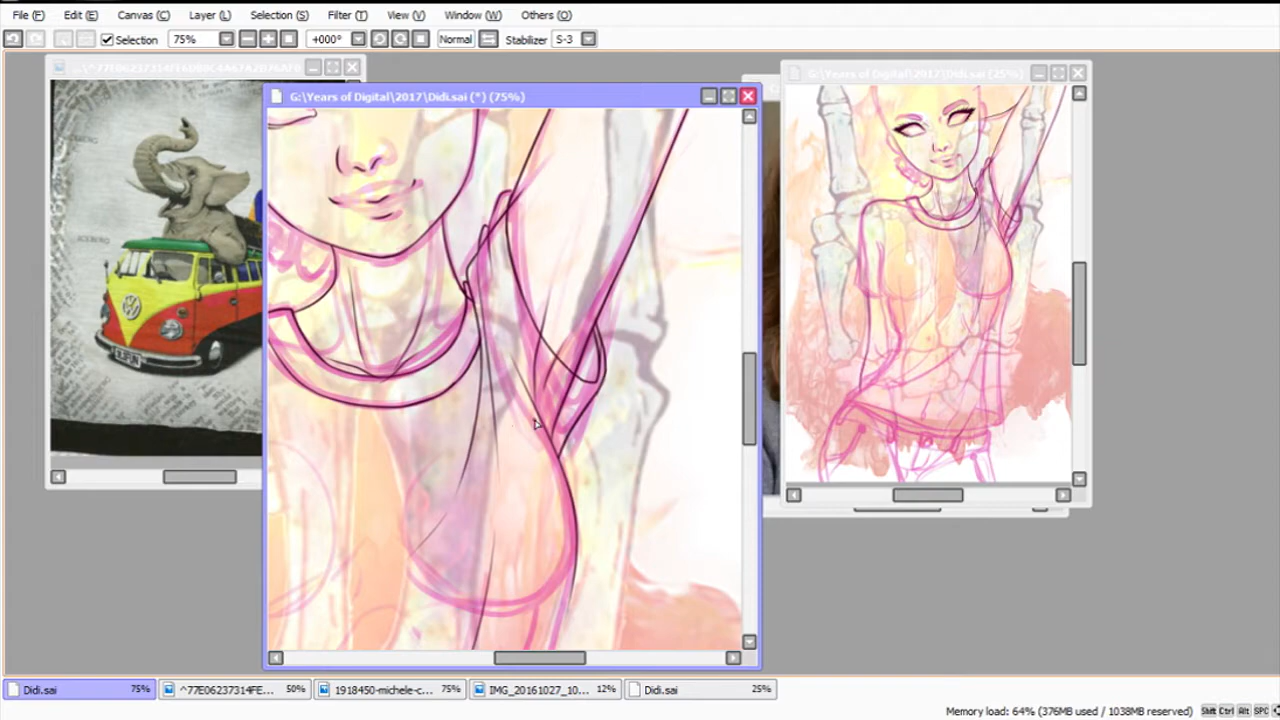 File (F) Edit (E) Canvas (C) Layer (L) Selection (S) Filter (T) View (V) Window (W) Others (O)
Selection 75% +000° Normal Stabilizer S-3
G:\Years of Digital\2017\Didi.sai (*) (75%)
G:\Years of Digital\2017\Didi.sai (25%)
ICEBERG
Didi.sai 75% ^77E06237314FE... 50% 1918450-michele-c... 75% IMG_20161027_10... 12% Didi.sai 25%
Memory load: 64% (376MB used / 1038MB reserved) Shift Ctrl Alt SPC